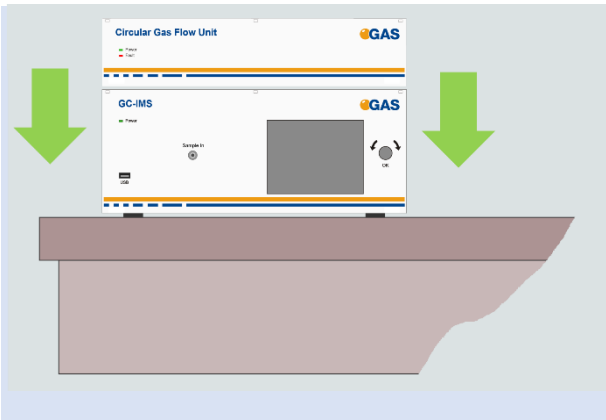 Circular Gas Flow Unit
GAS
Power
Fault
GC-IMS
GAS
Power
Sample In
OK
USB